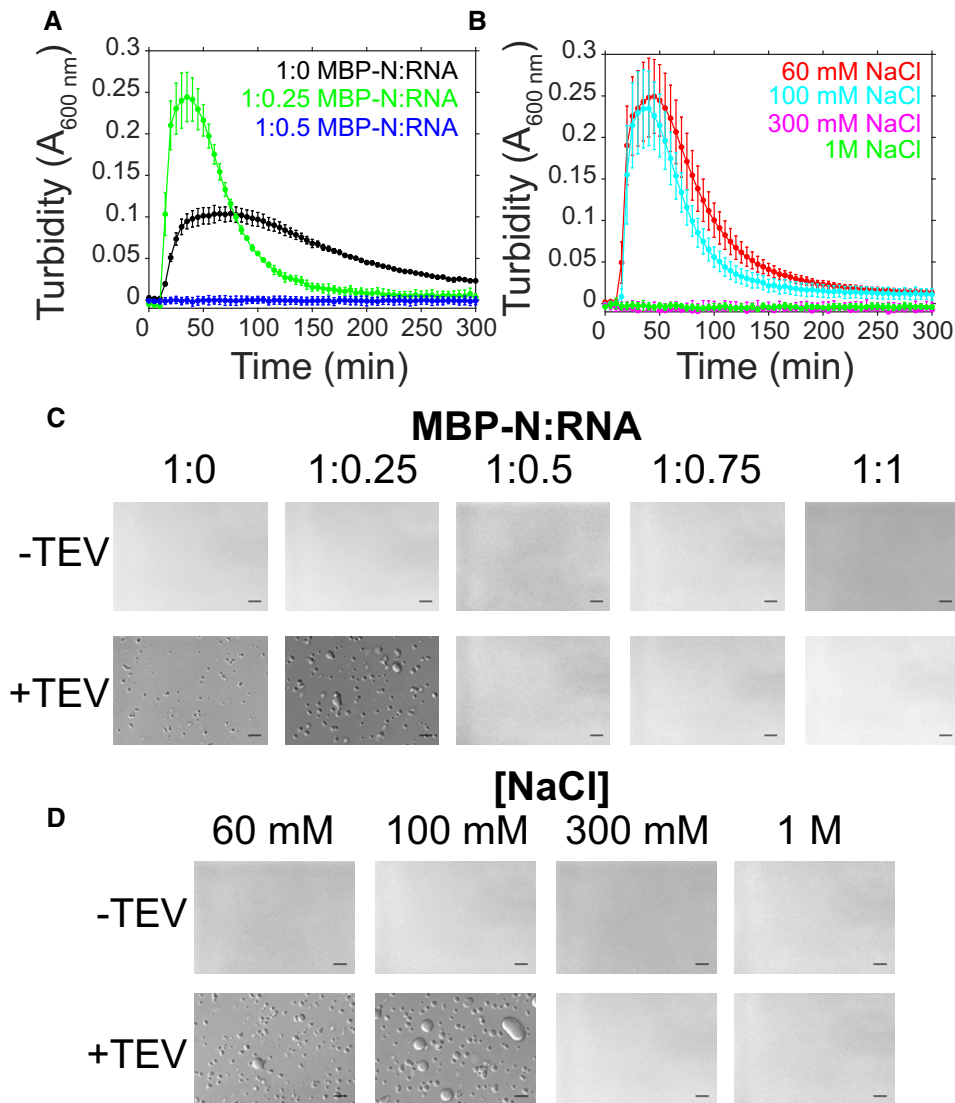 A
Turbidity (A600 nm)
0.3
0.25
0.2
0.15
0.1
0.05
0
1:0 MBP-N:RNA
1:0.25 MBP-N:RNA
1:0.5 MBP-N:RNA
0 50 100 150 200 250 300
Time (min)
B
Turbidity (A600 nm)
0.3
0.25
0.2
0.15
0.1
0.05
0
60 mM NaCl
100 mM NaCl
300 mM NaCl
1M NaCl
0 50 100 150 200 250 300
Time (min)
C
MBP-N:RNA
1:0 1:0.25 1:0.5 1:0.75 1:1
-TEV
+TEV
D
[NaCl]
60 mM 100 mM 300 mM 1 M
-TEV
+TEV